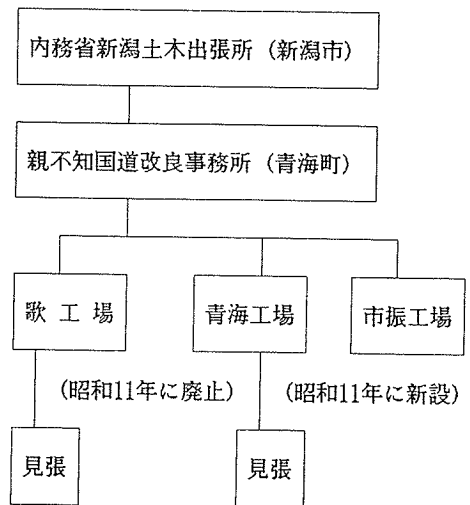 内務省新潟土木出張所（新潟市）
親不知国道改良事務所（青海町）
歌工場
青海工場
市振工場
（昭和11年に廃止）
（昭和11年に新設）
見張
見張